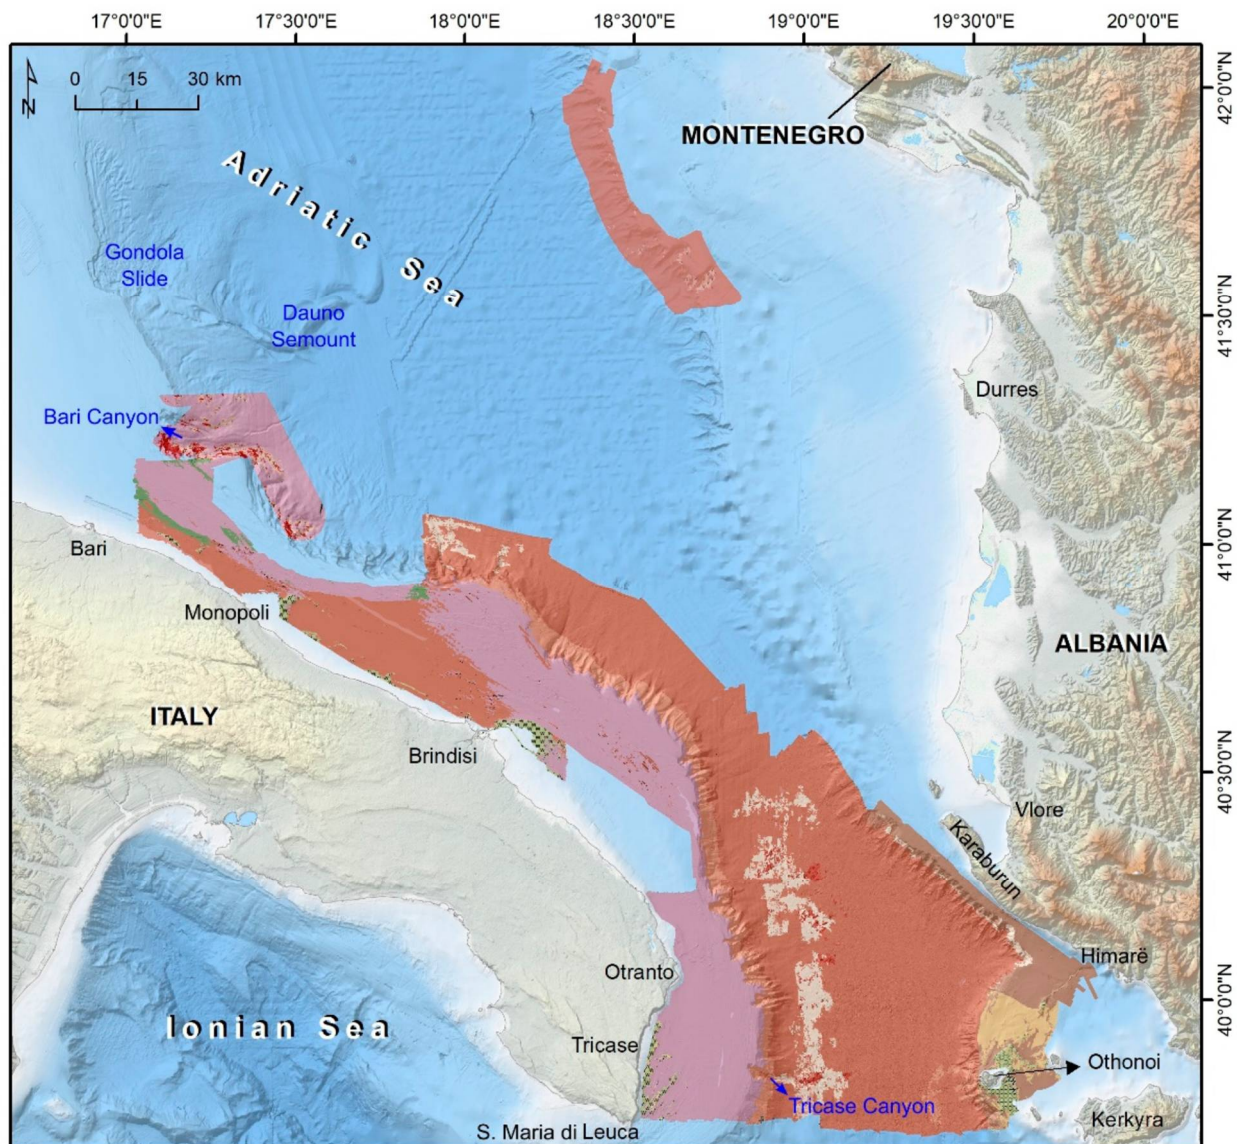 17°0'0"E
17°30'0"E
18°0'0"E
18°30'0"E
19°0'0"E
19°30'0"E
20°0'0"E
0 15 30 km
N
42°0'0"N
MONTENEGRO
Adriatic Sea
Gondola
Slide
Dauno
Semount
41°30'0"N
Durres
Bari Canyon
Bari
41°0'0"N
Monopoli
ALBANIA
ITALY
Brindisi
40°30'0"N
Vlore
Karaburun
Otranto
Himarë
40°0'0"N
Ionian Sea
Tricase
Othonoi
Tricase Canyon
Kerkyra
S. Maria di Leuca